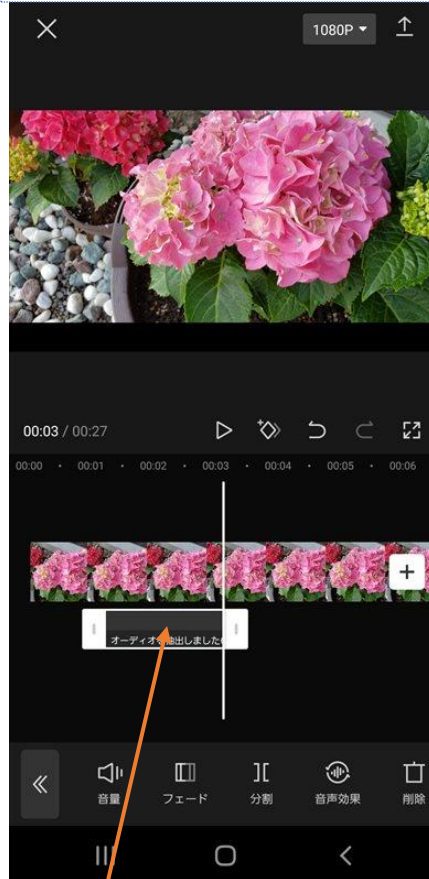 1080P
00:03 / 00:27
00:00 • 00:01 • 00:02 • 00:03 • 00:04 • 00:05 • 00:06
オーディオを抽出しました
音量 フェード 分割 音声効果 削除